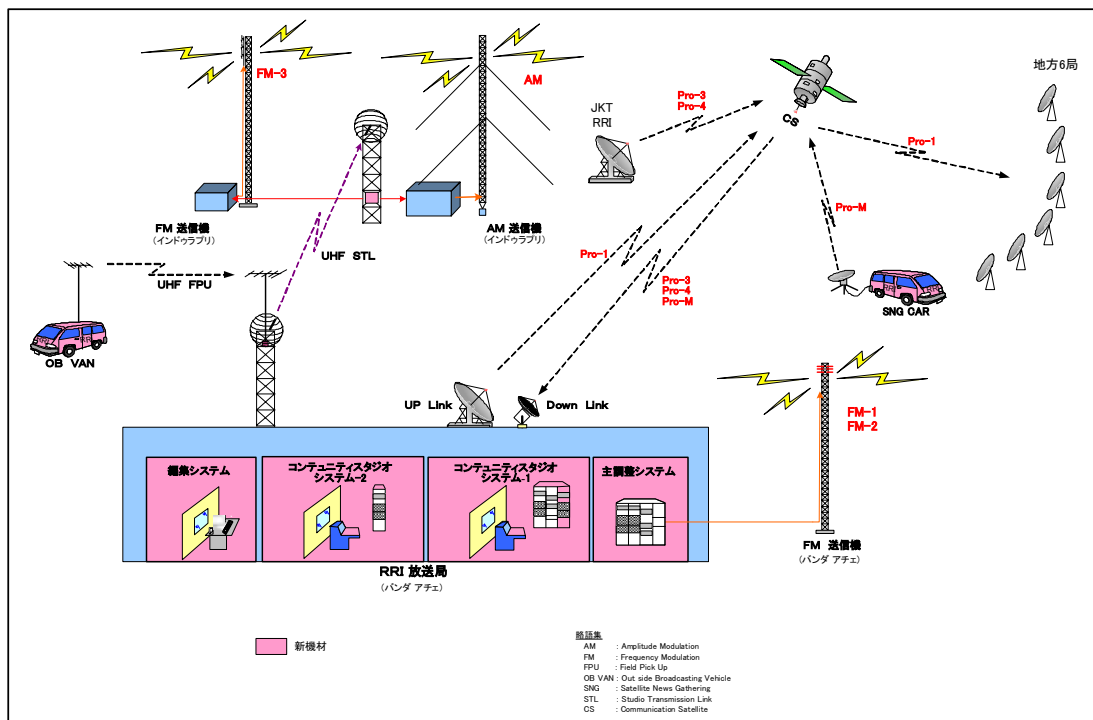 FM-3
AM
地方6局
JKT
RRI
Pro-3
Pro-4
CS
Pro-1
FM 送信機
(インドゥラプリ)
AM 送信機
(インドゥラプリ)
UHF STL
Pro-M
UHF FPU
Pro-1
Pro-3
Pro-4
Pro-M
RRI
SNG CAR
RRI
OB VAN
UP Link
Down Link
FM-1
FM-2
編集システム
コンテュニティスタジオ
システム-2
コンテュニティスタジオ
システム-1
主調整システム
FM 送信機
(バンダ アチェ)
RRI 放送局
(バンダ アチェ)
新機材
略語集
AM : Amplitude Modulation
FM : Frequency Modulation
FPU : Field Pick Up
OB VAN : Out side Broadcasting Vehicle
SNG : Satellite News Gathering
STL : Studio Transmission Link
CS : Communication Satellite